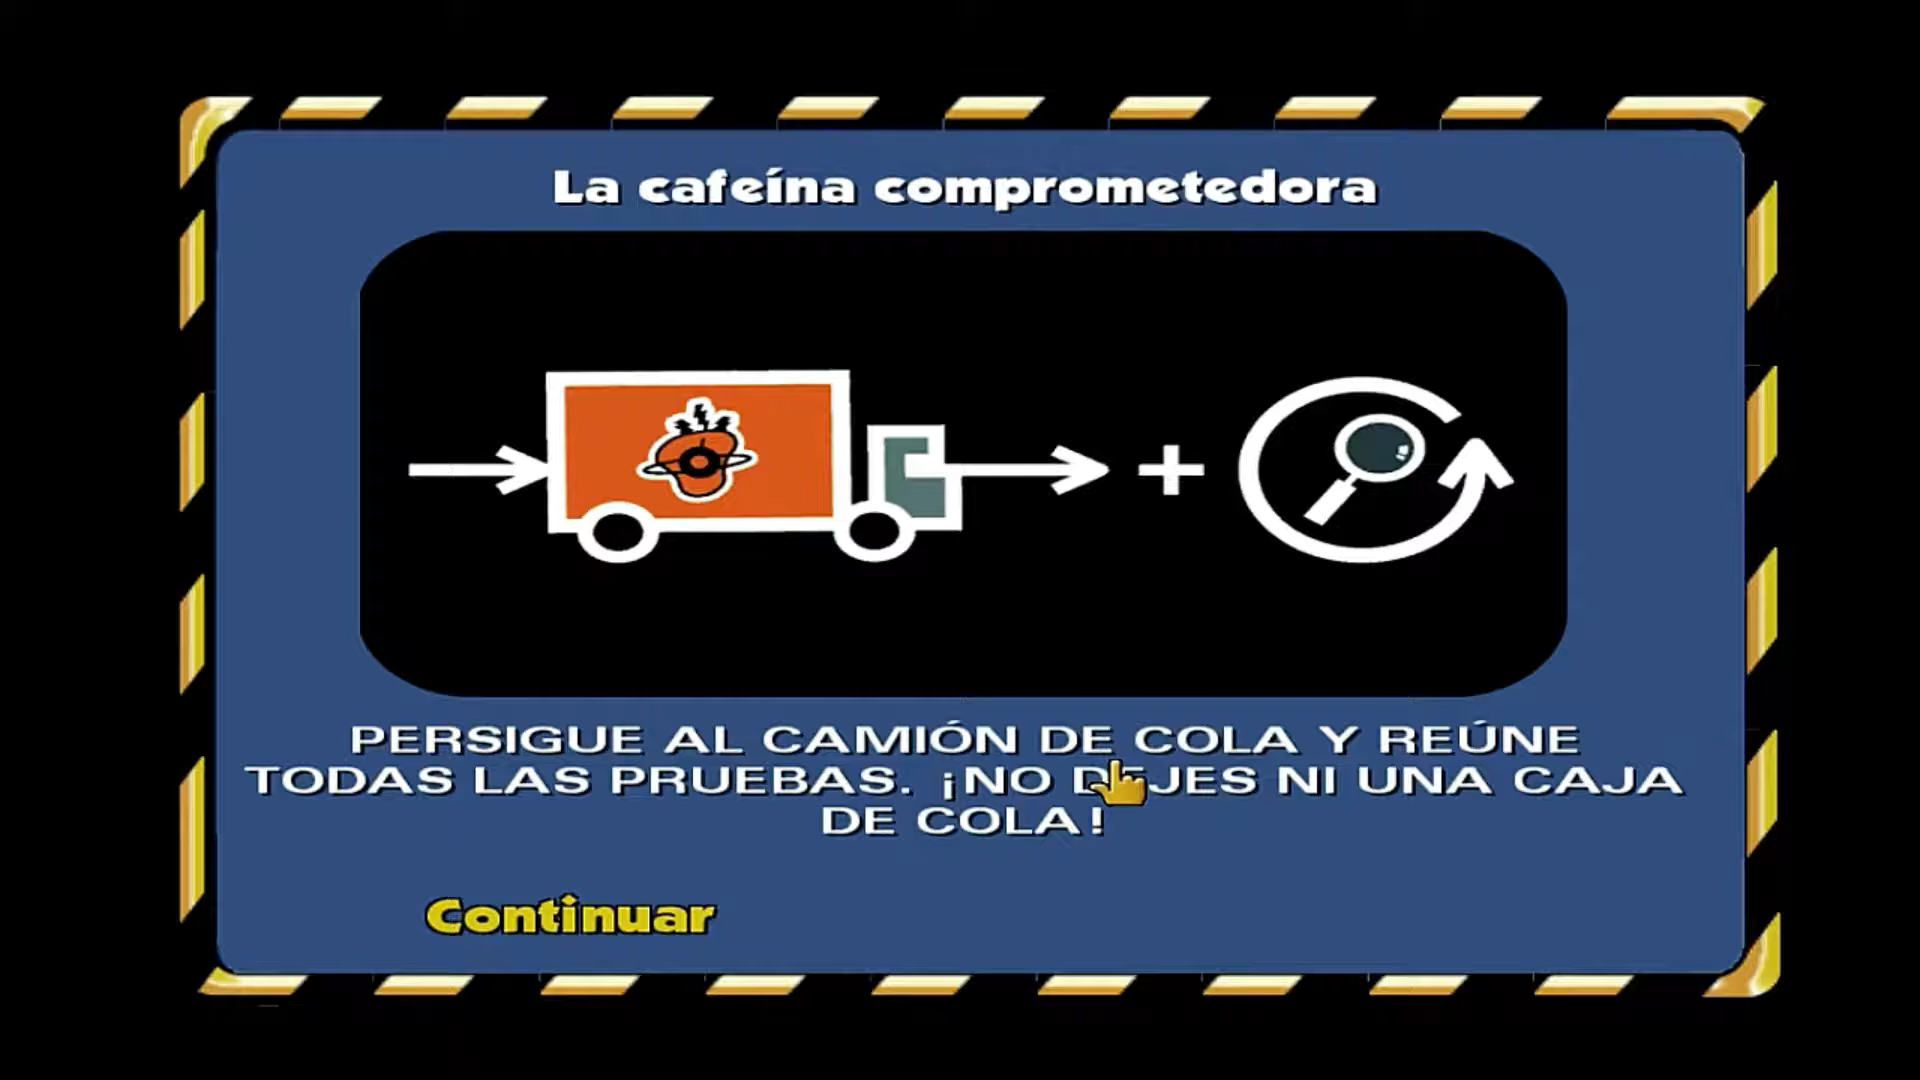 La cafeína comprometedora
PERSIGUE AL CAMIÓN DE COLA Y REÚNE
TODAS LAS PRUEBAS. ¡NO DEJES NI UNA CAJA
DE COLA!
Continuar